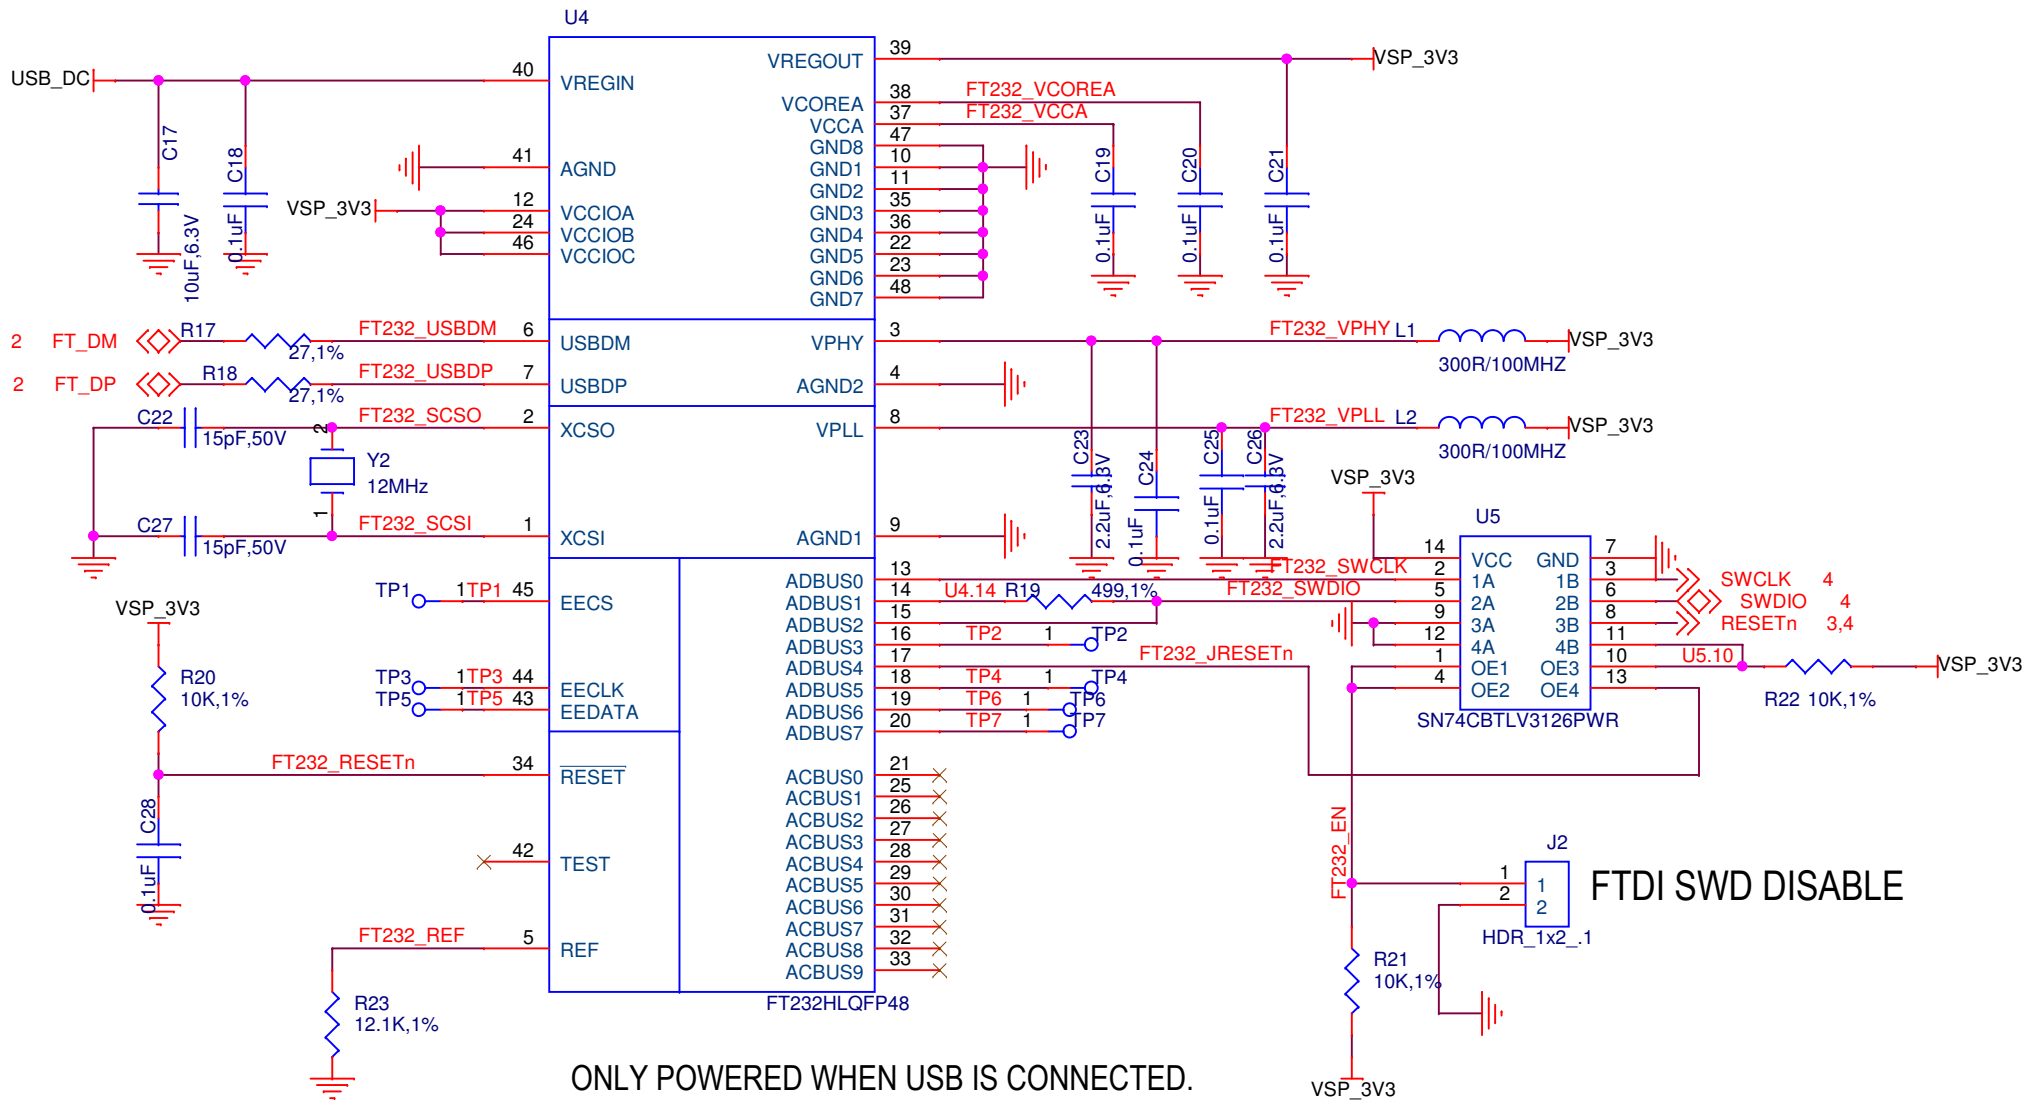 U4
USB_DC
40
VREGIN
VREGOUT
39
VSP_3V3
VCOREA
38
FT232_VCOREA
VCCA
37
FT232_VCCA
GND8
47
GND1
10
GND2
11
GND3
35
GND4
36
GND5
22
GND6
23
GND7
48
C17
10uF,6.3V
C18
0.1uF
41
AGND
VSP_3V3
12
VCCIOA
24
VCCIOB
46
VCCIOC
C19
0.1uF
C20
0.1uF
C21
0.1uF
2 FT_DM
R17
27,1%
FT232_USBDM
6
USBDM
VPHY
3
FT232_VPHY
L1
300R/100MHZ
VSP_3V3
2 FT_DP
R18
27,1%
FT232_USBDP
7
USBDP
AGND2
4
C22
15pF,50V
FT232_SCSO
2
XCSO
VPLL
8
FT232_VPLL
L2
300R/100MHZ
VSP_3V3
2
Y2
12MHz
1
C27
15pF,50V
FT232_SCSI
1
XCSI
AGND1
9
C23
2.2uF,6.3V
C24
0.1uF
C25
0.1uF
C26
2.2uF,6.3V
VSP_3V3
U5
14
VCC
GND
7
FT232_SWCLK
2
1A
1B
3
SWCLK 4
FT232_SWDIO
5
2A
2B
6
SWDIO 4
9
3A
3B
8
RESETn 3,4
12
4A
4B
11
1
OE1
OE3
10
U5.10
4
OE2
OE4
13
SN74CBTLV3126PWR
R22 10K,1%
VSP_3V3
ADBUS0
13
ADBUS1
14
U4.14
R19
499,1%
ADBUS2
15
ADBUS3
16
TP2
1
TP2
ADBUS4
17
FT232_JRESETn
ADBUS5
18
TP4
1
TP4
ADBUS6
19
TP6
1
TP6
ADBUS7
20
TP7
1
TP7
TP1
1
TP1
45
EECS
TP3
1
TP3
44
EECLK
TP5
1
TP5
43
EEDATA
VSP_3V3
R20
10K,1%
FT232_RESETn
34
RESET
C28
0.1uF
42
TEST
FT232_REF
5
REF
R23
12.1K,1%
ACBUS0
21
ACBUS1
25
ACBUS2
26
ACBUS3
27
ACBUS4
28
ACBUS5
29
ACBUS6
30
ACBUS7
31
ACBUS8
32
ACBUS9
33
FT232HLQFP48
FT232_EN
J2
1
1
2
2
HDR_1x2_.1
FTDI SWD DISABLE
R21
10K,1%
VSP_3V3
ONLY POWERED WHEN USB IS CONNECTED.